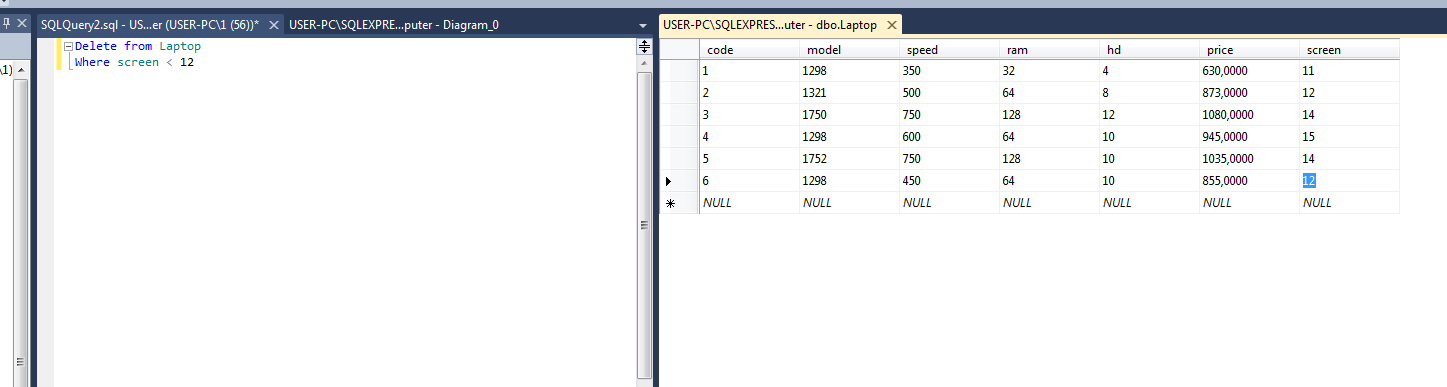 SQLQuery2.sql - US...er (USER-PC\1 (56))* USER-PC\SQLEXPRE...puter - Diagram_0 USER-PC\SQLEXPRES...uter - dbo.Laptop
\1)
Delete from Laptop
Where screen < 12
code model speed ram hd price screen
1 1298 350 32 4 630,0000 11
2 1321 500 64 8 873,0000 12
3 1750 750 128 12 1080,0000 14
4 1298 600 64 10 945,0000 15
5 1752 750 128 10 1035,0000 14
6 1298 450 64 10 855,0000 12
NULL NULL NULL NULL NULL NULL NULL